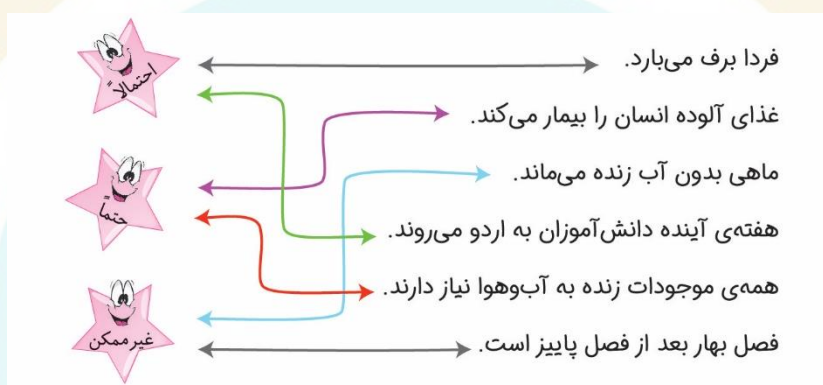 فردا برف می‌بارد.
احتمالاً
غذای آلوده انسان را بیمار می‌کند.
ماهی بدون آب زنده می‌ماند.
حتماً
هفته‌ی آینده دانش‌آموزان به اردو می‌روند.
همه‌ی موجودات زنده به آب‌وهوا نیاز دارند.
فصل بهار بعد از فصل پاییز است.
غیرممکن